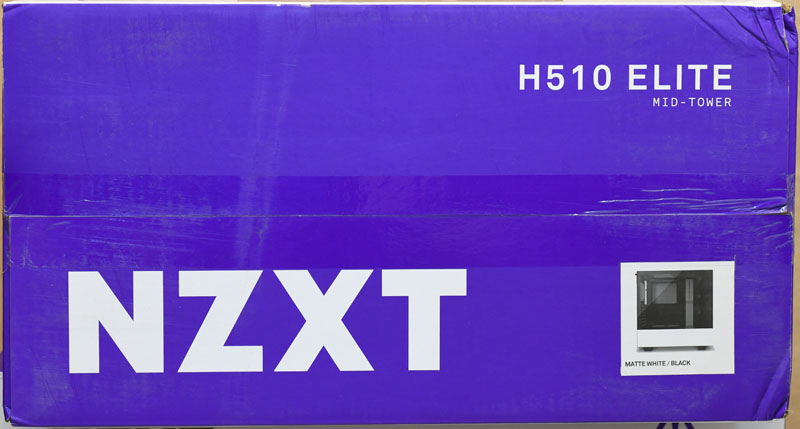 H510 ELITE
MID-TOWER
NZXT
MATTE WHITE / BLACK